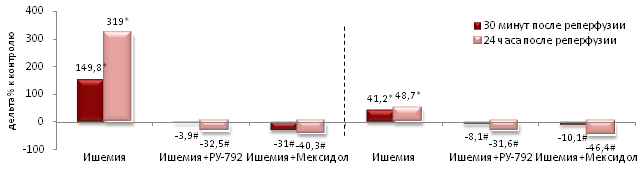 400
300
200
100
0
-100
дельта% к контролю
319*
149,8*
-3,9#
-32,5#
-31#
-40,3#
41,2*
48,7*
-8,1#
-31,6#
-10,1#
-46,4#
Ишемия
Ишемия+РУ-792
Ишемия+Мексидол
Ишемия
Ишемия+РУ-792
Ишемия+Мексидол
30 минут после реперфузии
24 часа после реперфузии